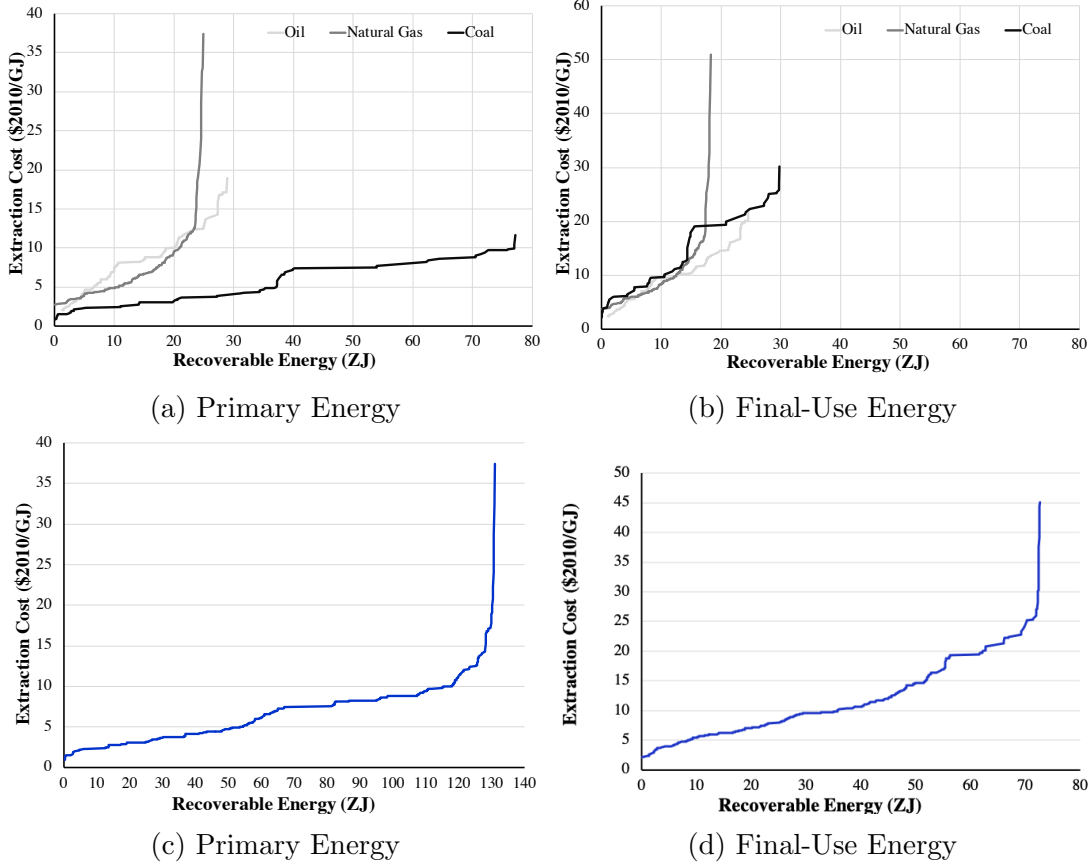 40
35
30
25
20
15
10
5
0
Extraction Cost ($2010/GJ)
Oil Natural Gas Coal
0 10 20 30 40 50 60 70 80
Recoverable Energy (ZJ)
(a) Primary Energy
60
50
40
30
20
10
0
Extraction Cost ($2010/GJ)
Oil Natural Gas Coal
0 10 20 30 40 50 60 70 80
Recoverable Energy (ZJ)
(b) Final-Use Energy
40
35
30
25
20
15
10
5
0
Extraction Cost ($2010/GJ)
0 10 20 30 40 50 60 70 80 90 100 110 120 130 140
Recoverable Energy (ZJ)
(c) Primary Energy
50
45
40
35
30
25
20
15
10
5
0
Extraction Cost ($2010/GJ)
0 10 20 30 40 50 60 70 80
Recoverable Energy (ZJ)
(d) Final-Use Energy